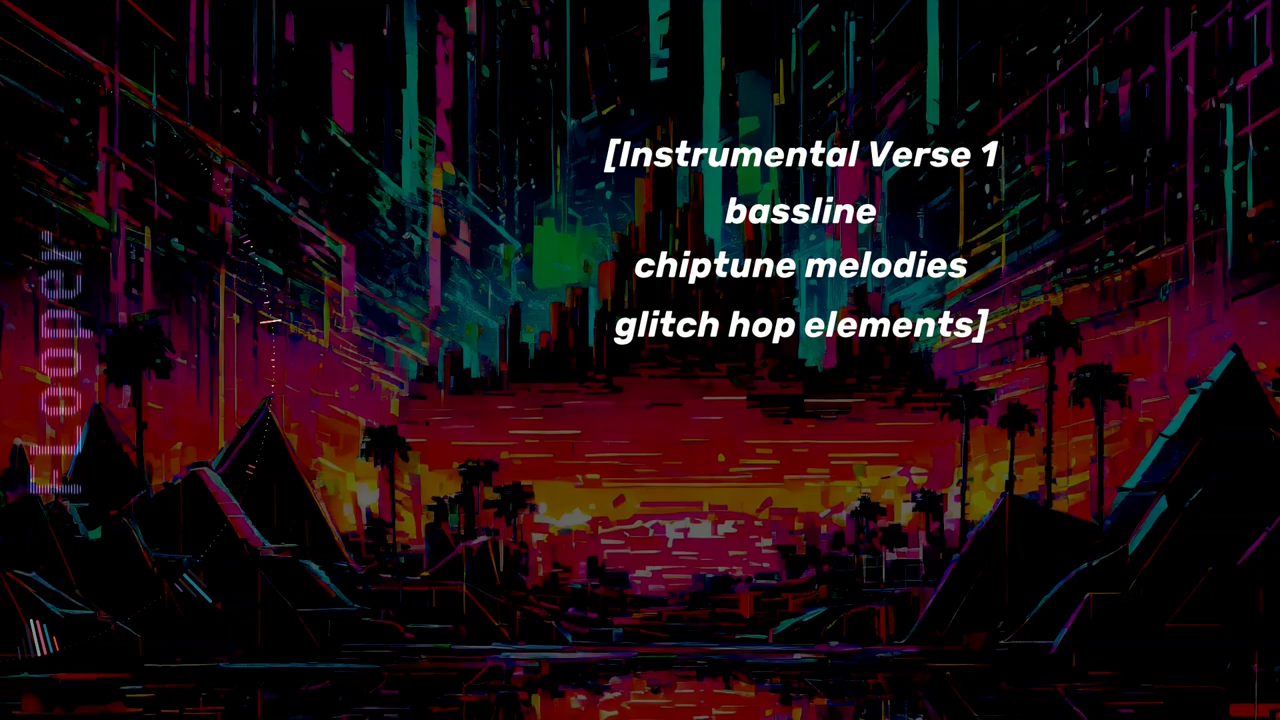 [Instrumental Verse 1
bassline
chiptune melodies
glitch hop elements]